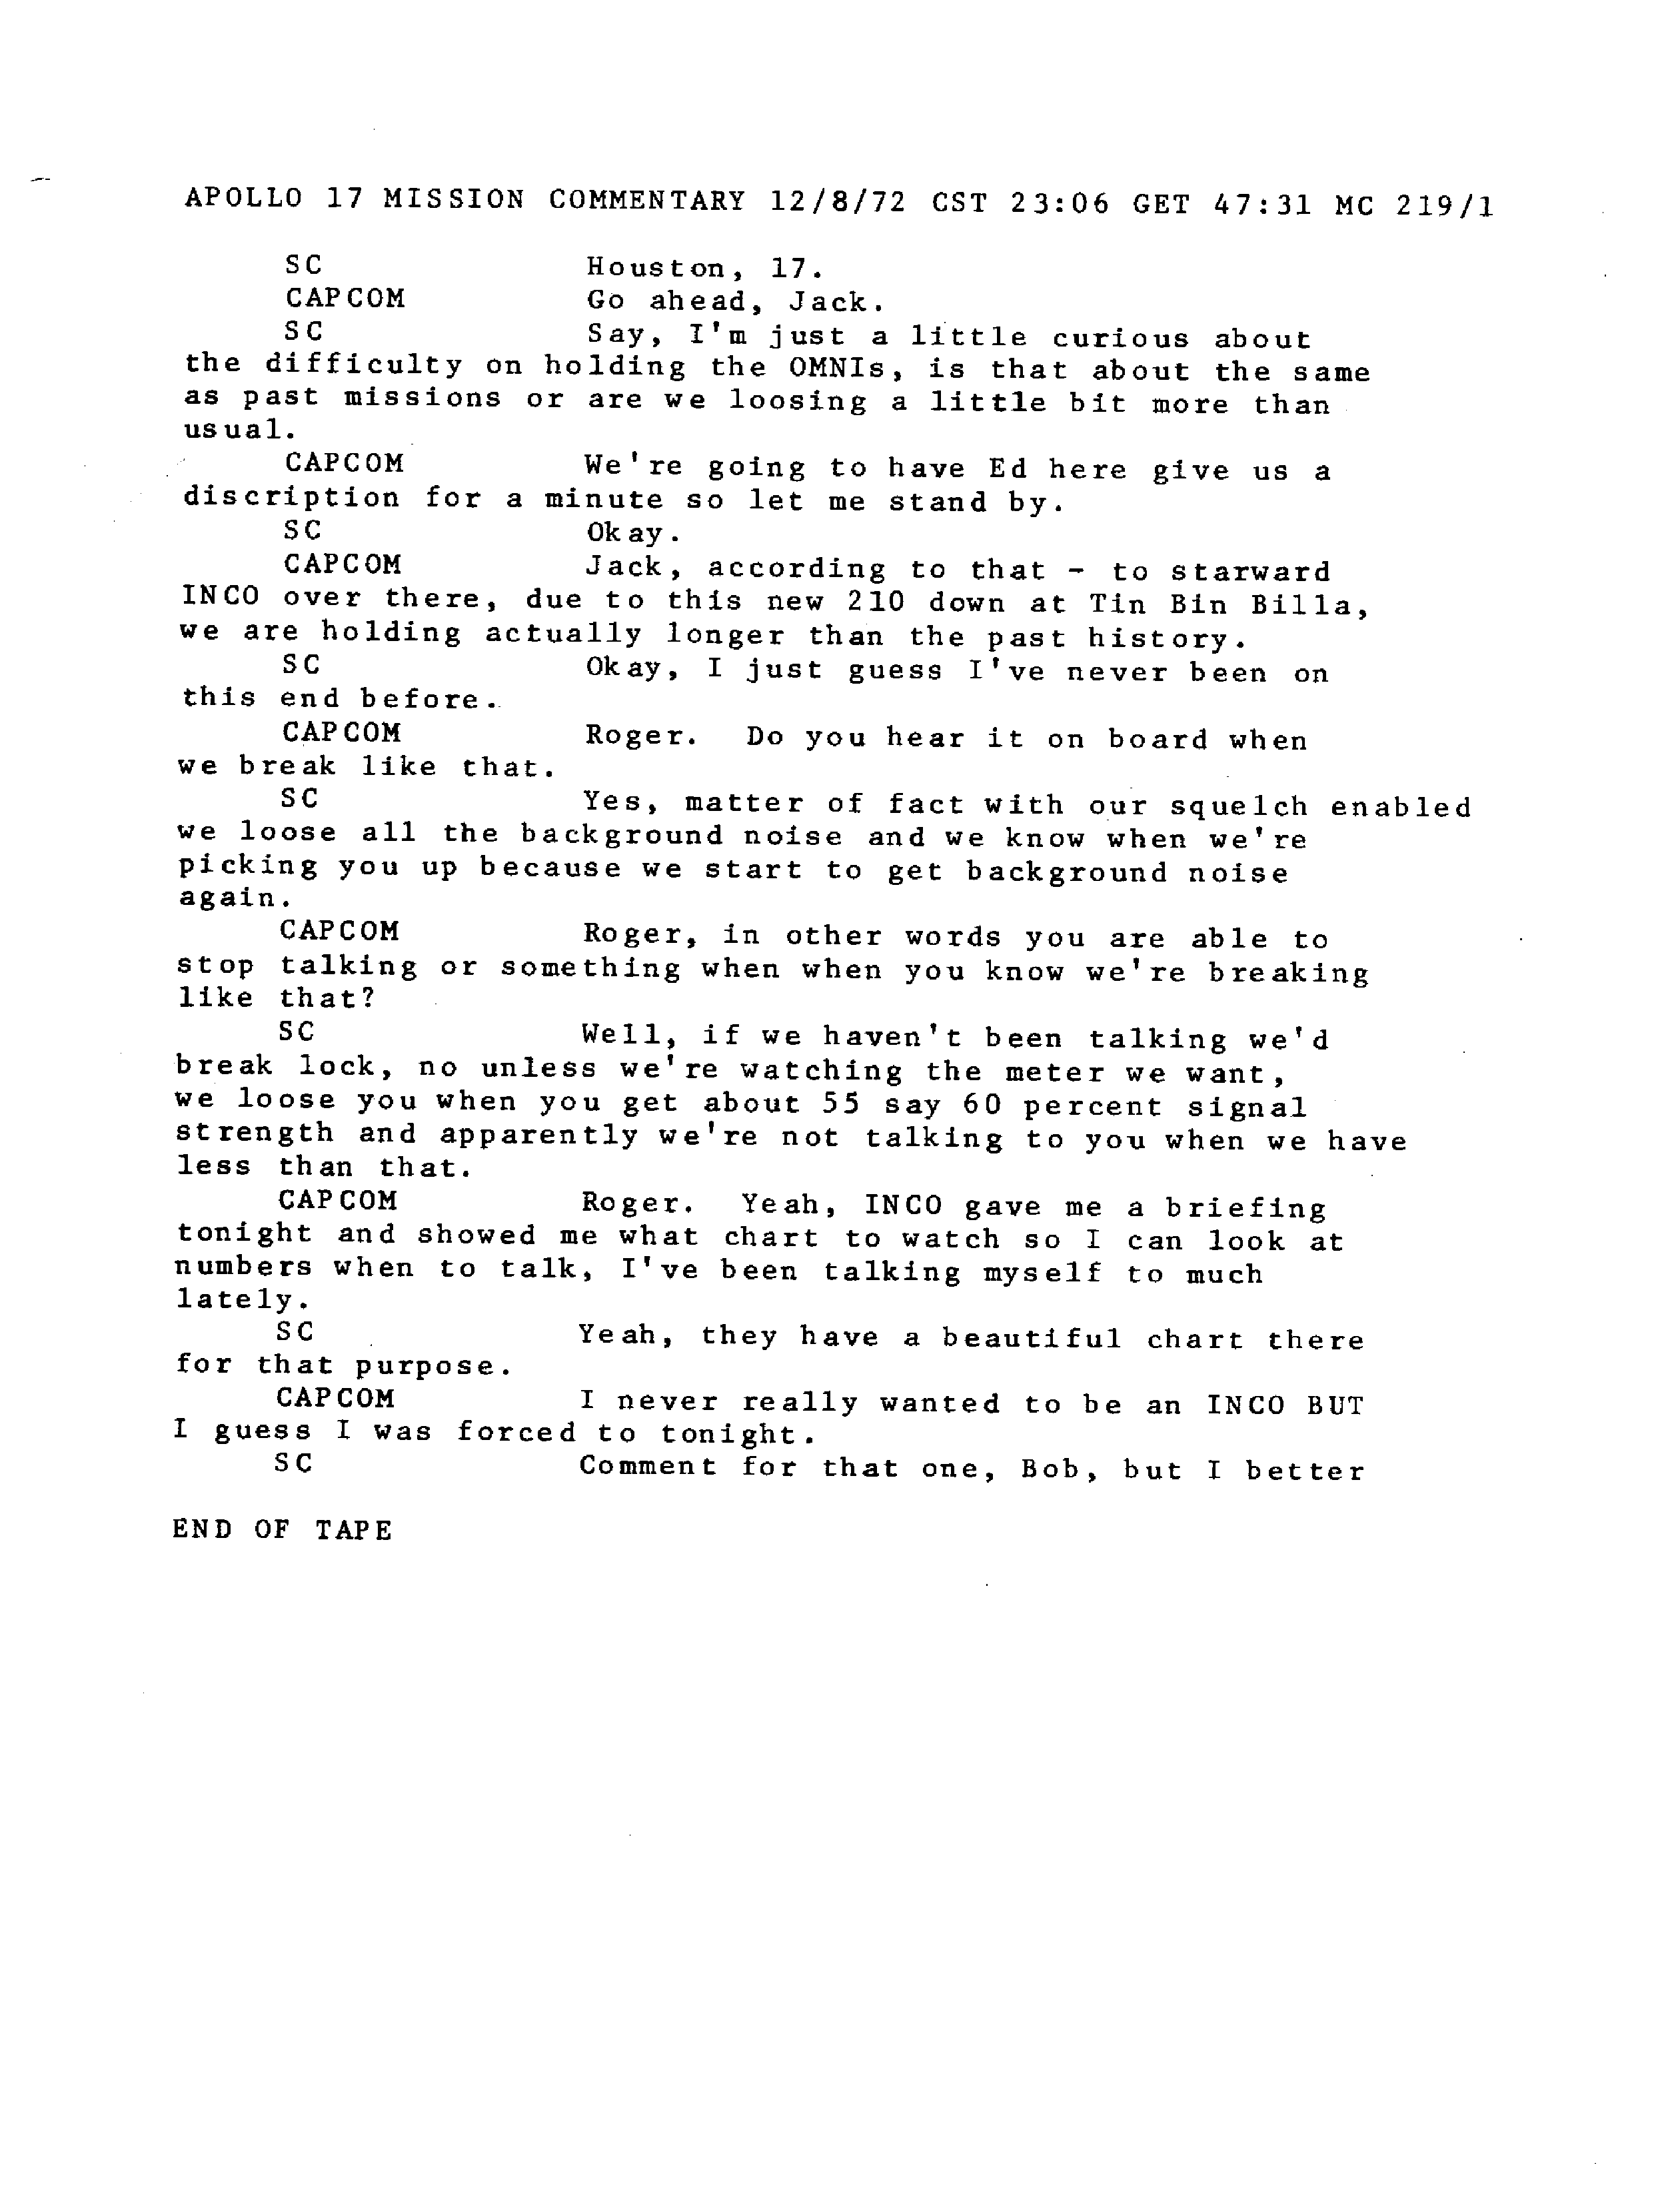 APOLLO 17 MISSION COMMENTARY 12/8/72 CST 23:06 GET 47:31 MC 219/1
SC Houston, 17.
CAPCOM Go ahead, Jack.
SC Say, I'm just a little curious about
the difficulty on holding the OMNIs, is that about the same
as past missions or are we loosing a little bit more than
usual.
CAPCOM We're going to have Ed here give us a
discription for a minute so let me stand by.
SC Okay.
CAPCOM Jack, according to that - to starward
INCO over there, due to this new 210 down at Tin Bin Billa,
we are holding actually longer than the past history.
SC Okay, I just guess I've never been on
this end before.
CAPCOM Roger. Do you hear it on board when
we break like that.
SC Yes, matter of fact with our squelch enabled
we loose all the background noise and we know when we're
picking you up because we start to get background noise
again.
CAPCOM Roger, in other words you are able to
stop talking or something when when you know we're breaking
like that?
SC Well, if we haven't been talking we'd
break lock, no unless we're watching the meter we want,
we loose you when you get about 55 say 60 percent signal
strength and apparently we're not talking to you when we have
less than that.
CAPCOM Roger. Yeah, INCO gave me a briefing
tonight and showed me what chart to watch so I can look at
numbers when to talk, I've been talking myself to much
lately.
SC Yeah, they have a beautiful chart there
for that purpose.
CAPCOM I never really wanted to be an INCO BUT
I guess I was forced to tonight.
SC Comment for that one, Bob, but I better
END OF TAPE